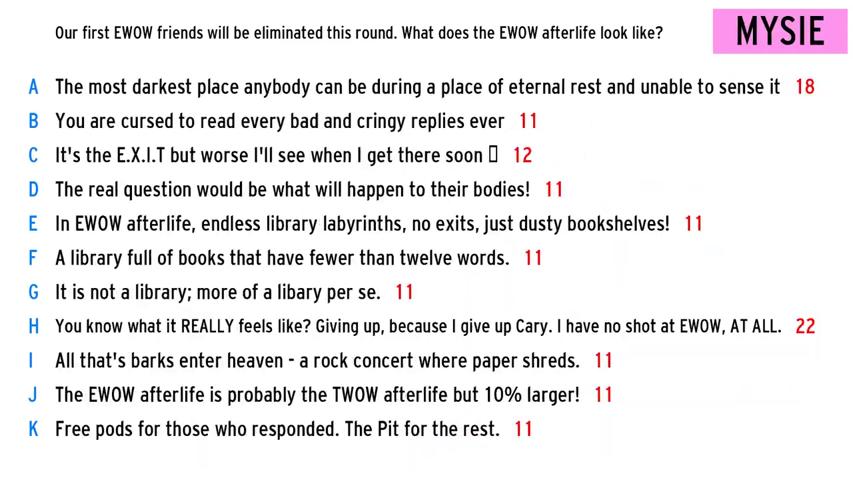 Our first EWOW friends will be eliminated this round. What does the EWOW afterlife look like?
MYSIE
A The most darkest place anybody can be during a place of eternal rest and unable to sense it 18
B You are cursed to read every bad and cringy replies ever 11
C It's the E.X.I.T but worse I'll see when I get there soon ▯ 12
D The real question would be what will happen to their bodies! 11
E In EWOW afterlife, endless library labyrinths, no exits, just dusty bookshelves! 11
F A library full of books that have fewer than twelve words. 11
G It is not a library; more of a libary per se. 11
H You know what it REALLY feels like? Giving up, because I give up Cary. I have no shot at EWOW, AT ALL. 22
I All that's barks enter heaven - a rock concert where paper shreds. 11
J The EWOW afterlife is probably the TWOW afterlife but 10% larger! 11
K Free pods for those who responded. The Pit for the rest. 11